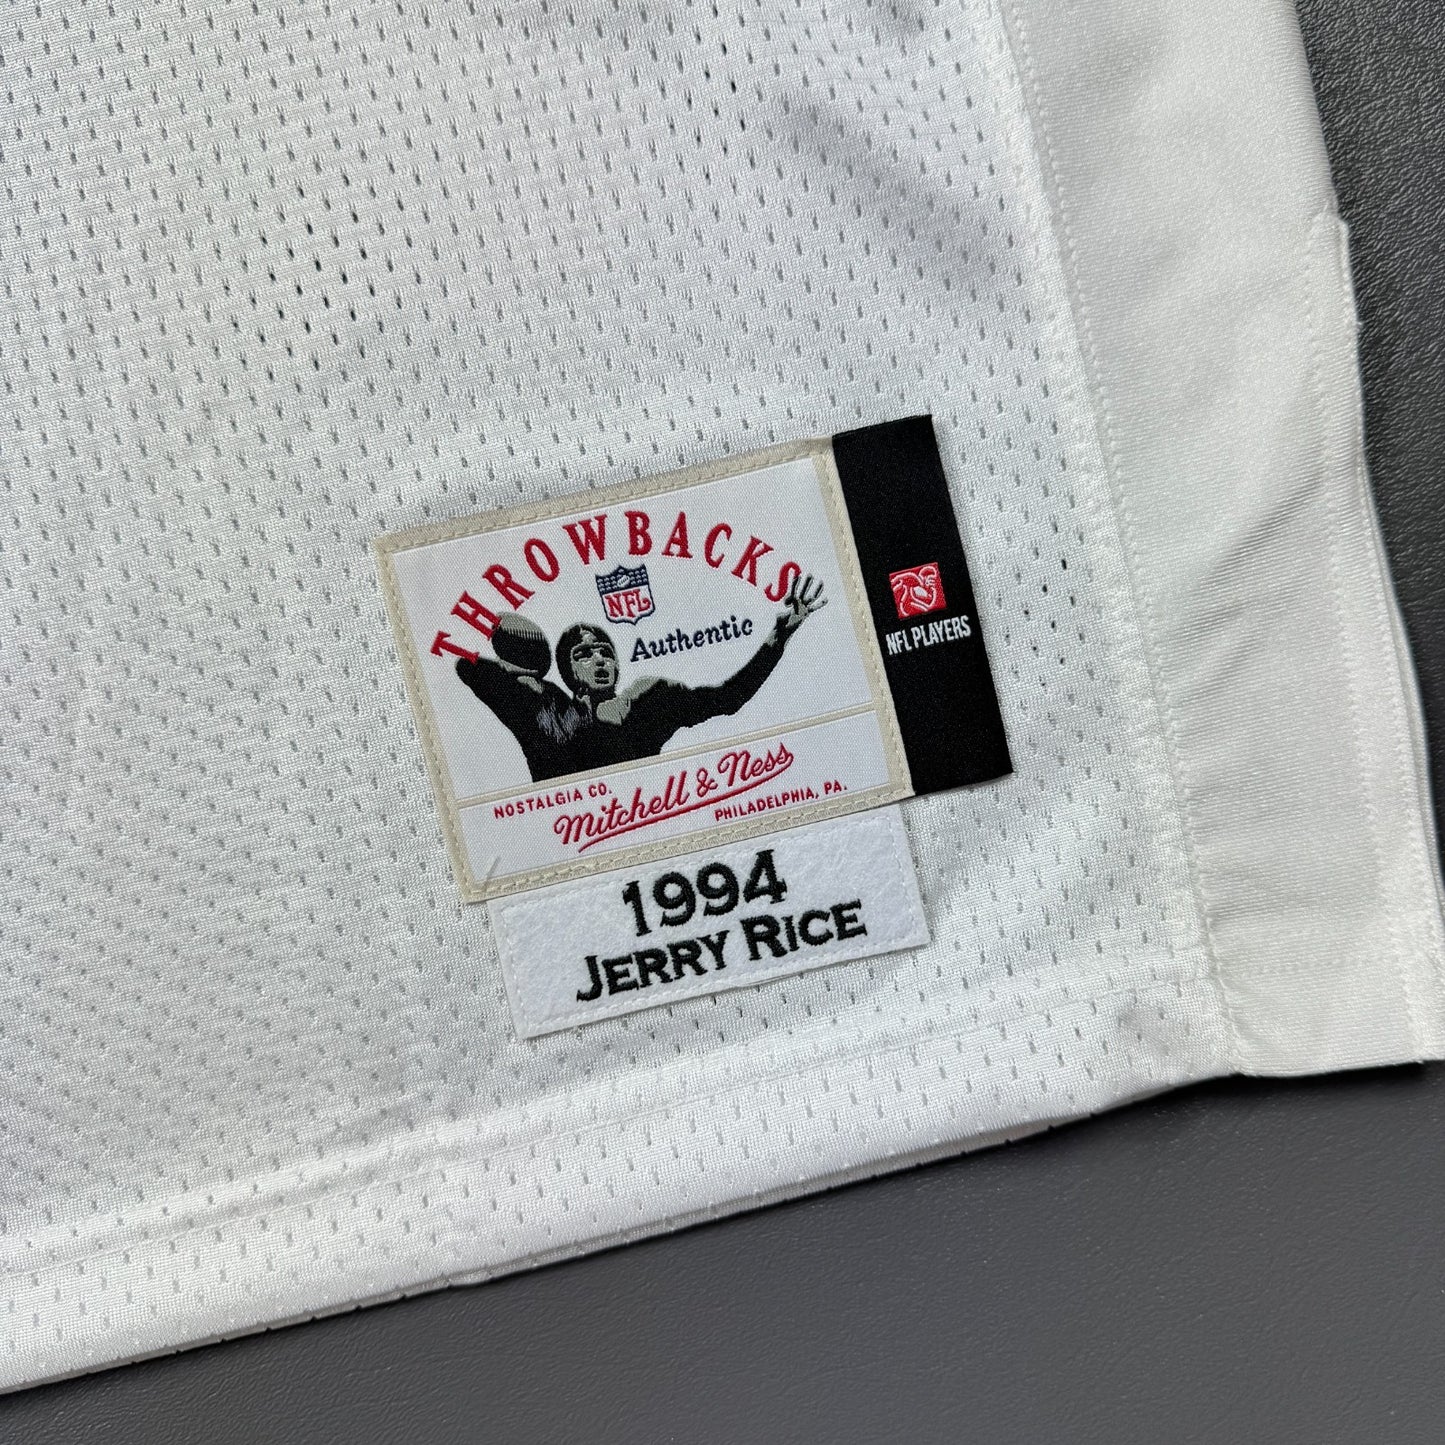 THROWBACKS
NFL
Authentic
NFL PLAYERS
NOSTALGIA CO.
Mitchell & Ness
PHILADELPHIA, PA.
1994
JERRY RICE